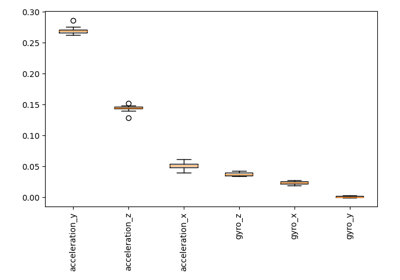 0.30
0.25
0.20
0.15
0.10
0.05
0.00
acceleration_y
acceleration_z
acceleration_x
gyro_z
gyro_x
gyro_y